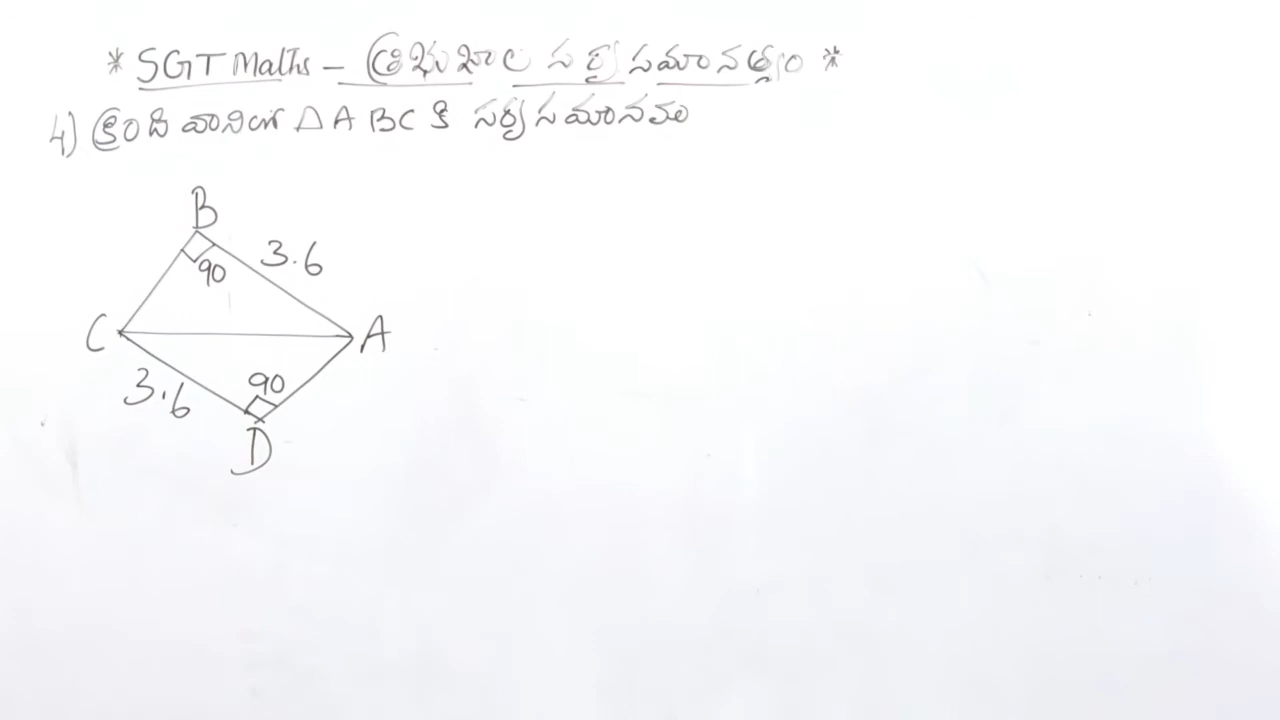 * SGT Maths - త్రిభుజాల సర్వసమానత్వం *
4) క్రింది వానిలో Δ ABC కి సర్వసమానమం
B
3.6
90
C
A
3.6
90
D